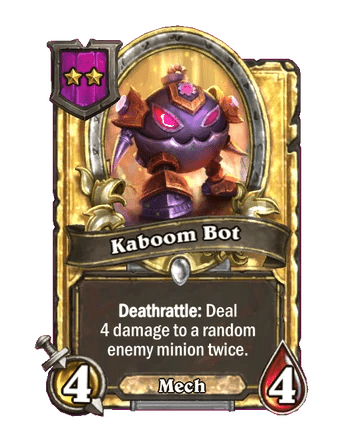 Kaboom Bot
Deathrattle: Deal
4 damage to a random
enemy minion twice.
4
Mech
4